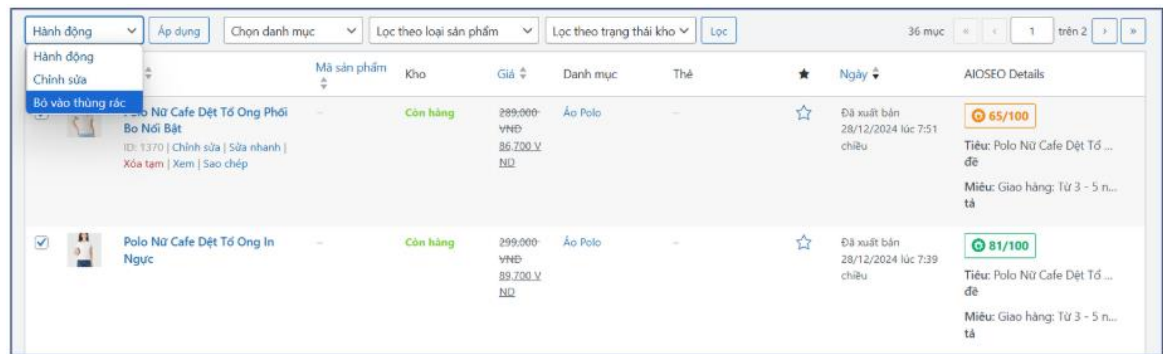 Hành động Áp dụng Chọn danh mục Lọc theo loại sản phẩm Lọc theo trạng thái kho Lọc 36 mục « ‹ 1 trên 2 › »
Hành động
Chỉnh sửa
Bỏ vào thùng rác
Mã sản phẩm Kho Giá Danh mục Thẻ ★ Ngày AIOSEO Details
Polo Nữ Cafe Dệt Tổ Ong Phối
Bo Nổi Bật
ID: 1370 | Chỉnh sửa | Sửa nhanh |
Xóa tạm | Xem | Sao chép
–
Còn hàng
289,000
VNĐ
86,700 V
NĐ
Áo Polo
–
Đã xuất bản
28/12/2024 lúc 7:51
chiều
65/100
Tiêu: Polo Nữ Cafe Dệt Tổ ...
đề
Miêu: Giao hàng: Từ 3 - 5 n...
tả
Polo Nữ Cafe Dệt Tổ Ong In
Ngực
–
Còn hàng
299,000
VNĐ
89,700 V
NĐ
Áo Polo
–
Đã xuất bản
28/12/2024 lúc 7:39
chiều
81/100
Tiêu: Polo Nữ Cafe Dệt Tổ ...
đề
Miêu: Giao hàng: Từ 3 - 5 n...
tả